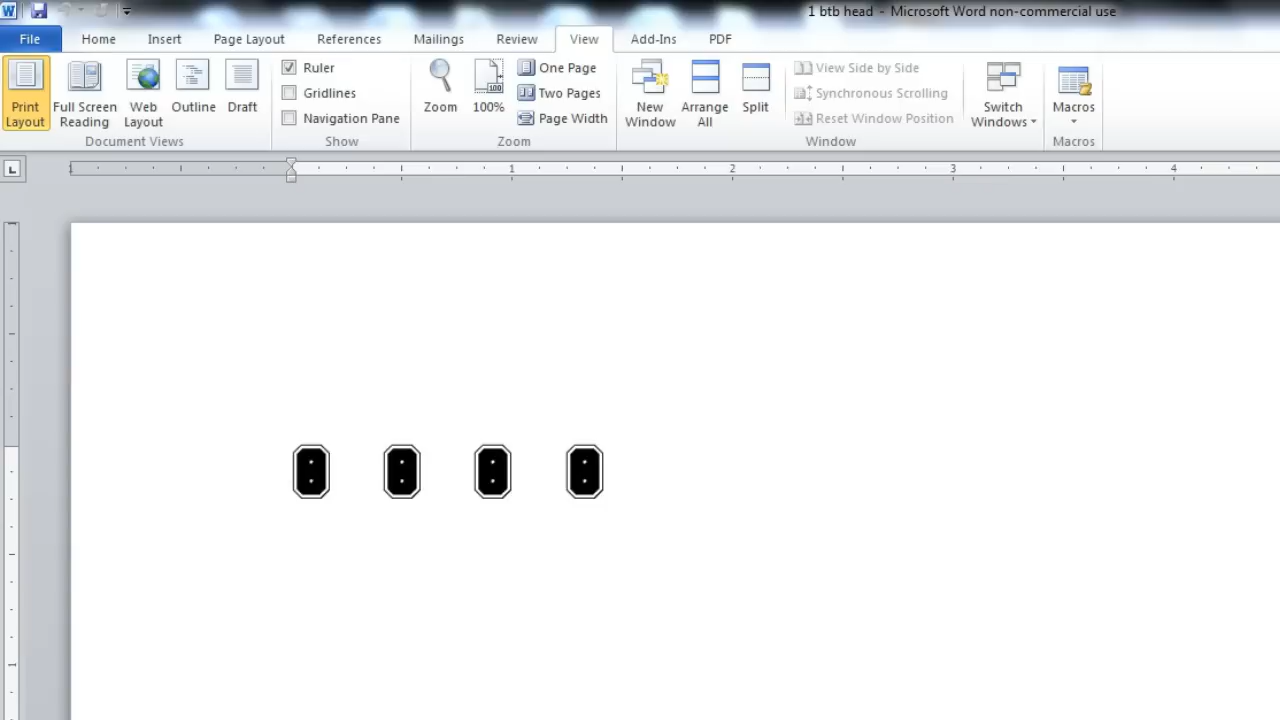 1 btb head - Microsoft Word non-commercial use
File Home Insert Page Layout References Mailings Review View Add-Ins PDF
Print Layout
Full Screen Reading
Web Layout
Outline
Draft
Document Views
Ruler
Gridlines
Navigation Pane
Show
Zoom
100%
One Page
Two Pages
Page Width
Zoom
New Window
Arrange All
Split
View Side by Side
Synchronous Scrolling
Reset Window Position
Window
Switch Windows
Macros
Macros
1 1 2 3 4
1